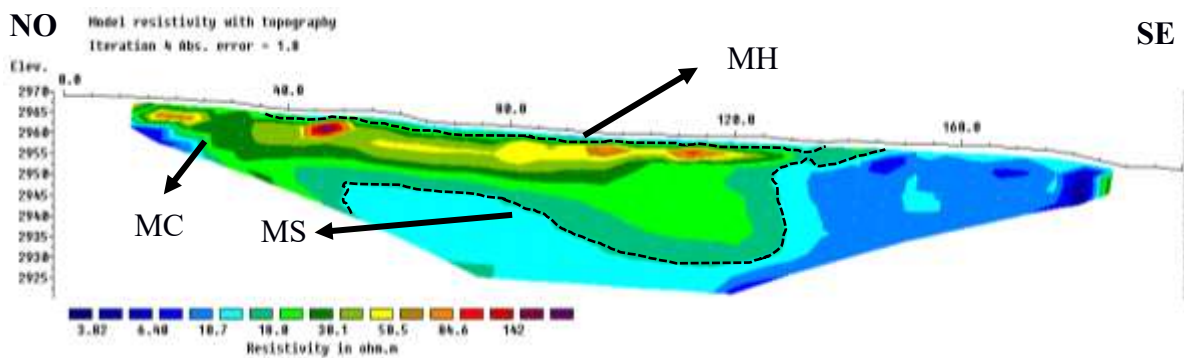 NO
Model resistivity with topography
Iteration 4 Abs. error = 1.8
SE
MH
Elev.
0.0
2970
40.0
2965
80.0
2960
120.0
2955
160.0
2950
2945
2940
2935
2930
2925
MC
MS
3.82 6.40 10.7 18.0 30.1 50.5 84.6 142
Resistivity in ohm.m